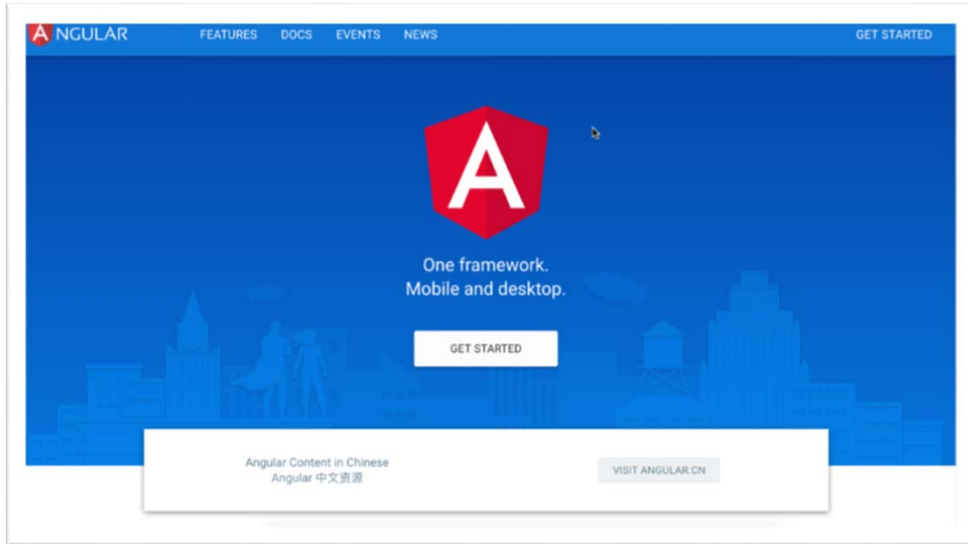 ANGULAR FEATURES DOCS EVENTS NEWS GET STARTED
A
One framework.
Mobile and desktop.
GET STARTED
Angular Content in Chinese
Angular 中文资源
VISIT ANGULAR.CN